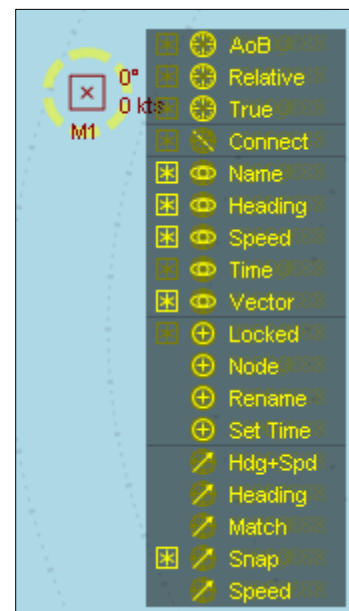 0°
0 kts
M1
AoB
Relative
True
Connect
Name
Heading
Speed
Time
Vector
Locked
Node
Rename
Set Time
Hdg+Spd
Heading
Match
Snap
Speed